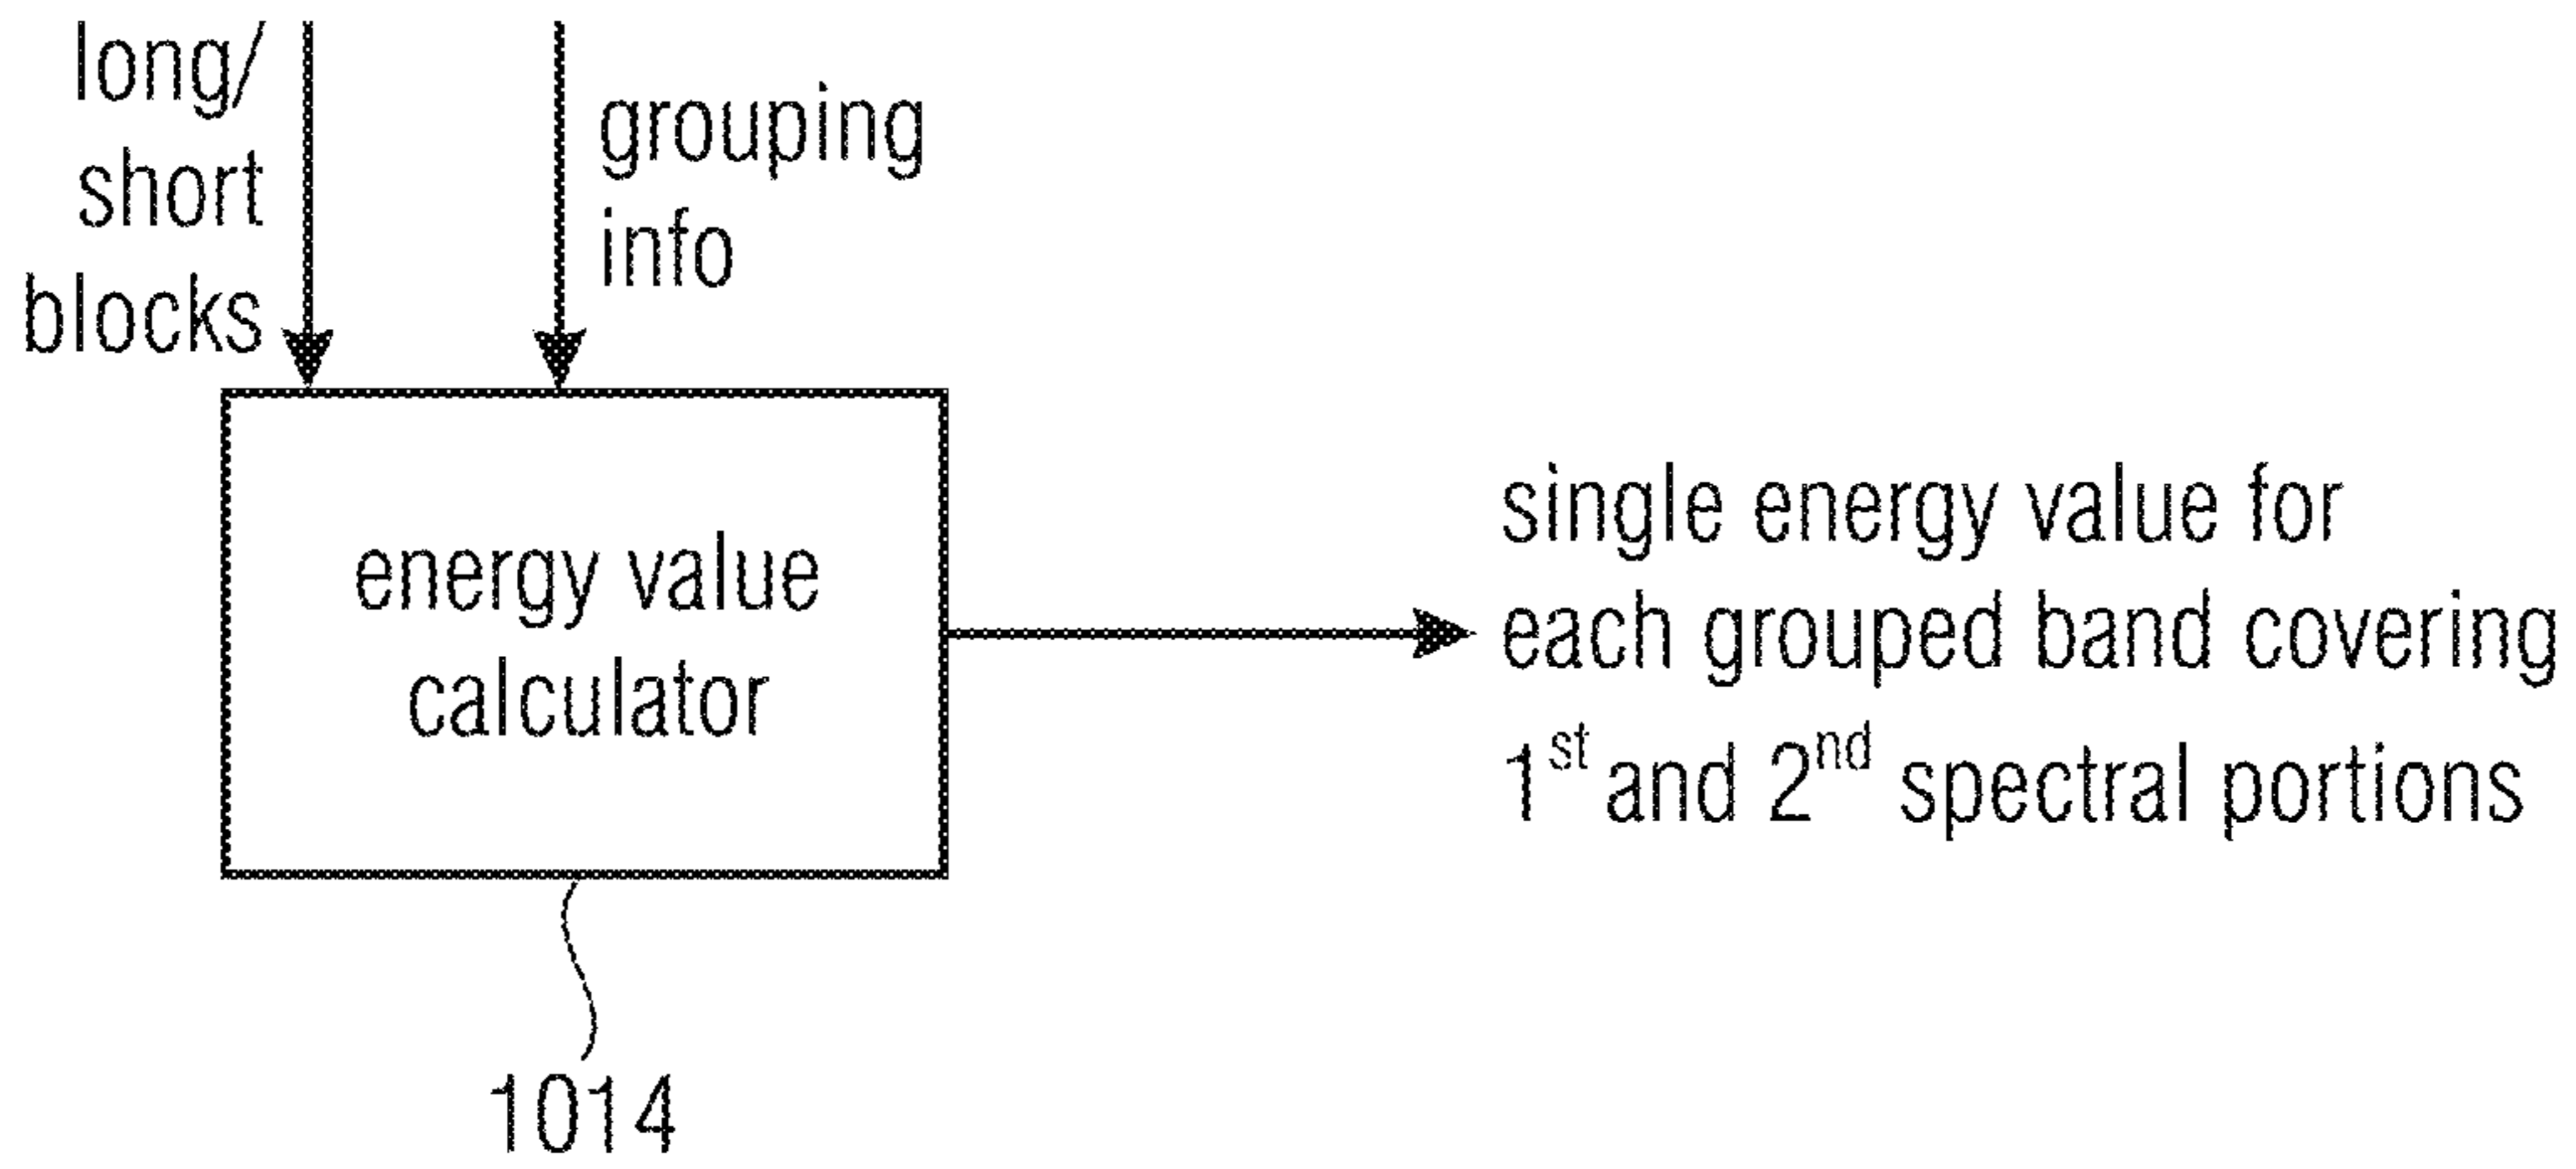 long/
short
blocks
grouping
info
energy value
calculator
single energy value for
each grouped band covering
1st and 2nd spectral portions
1014